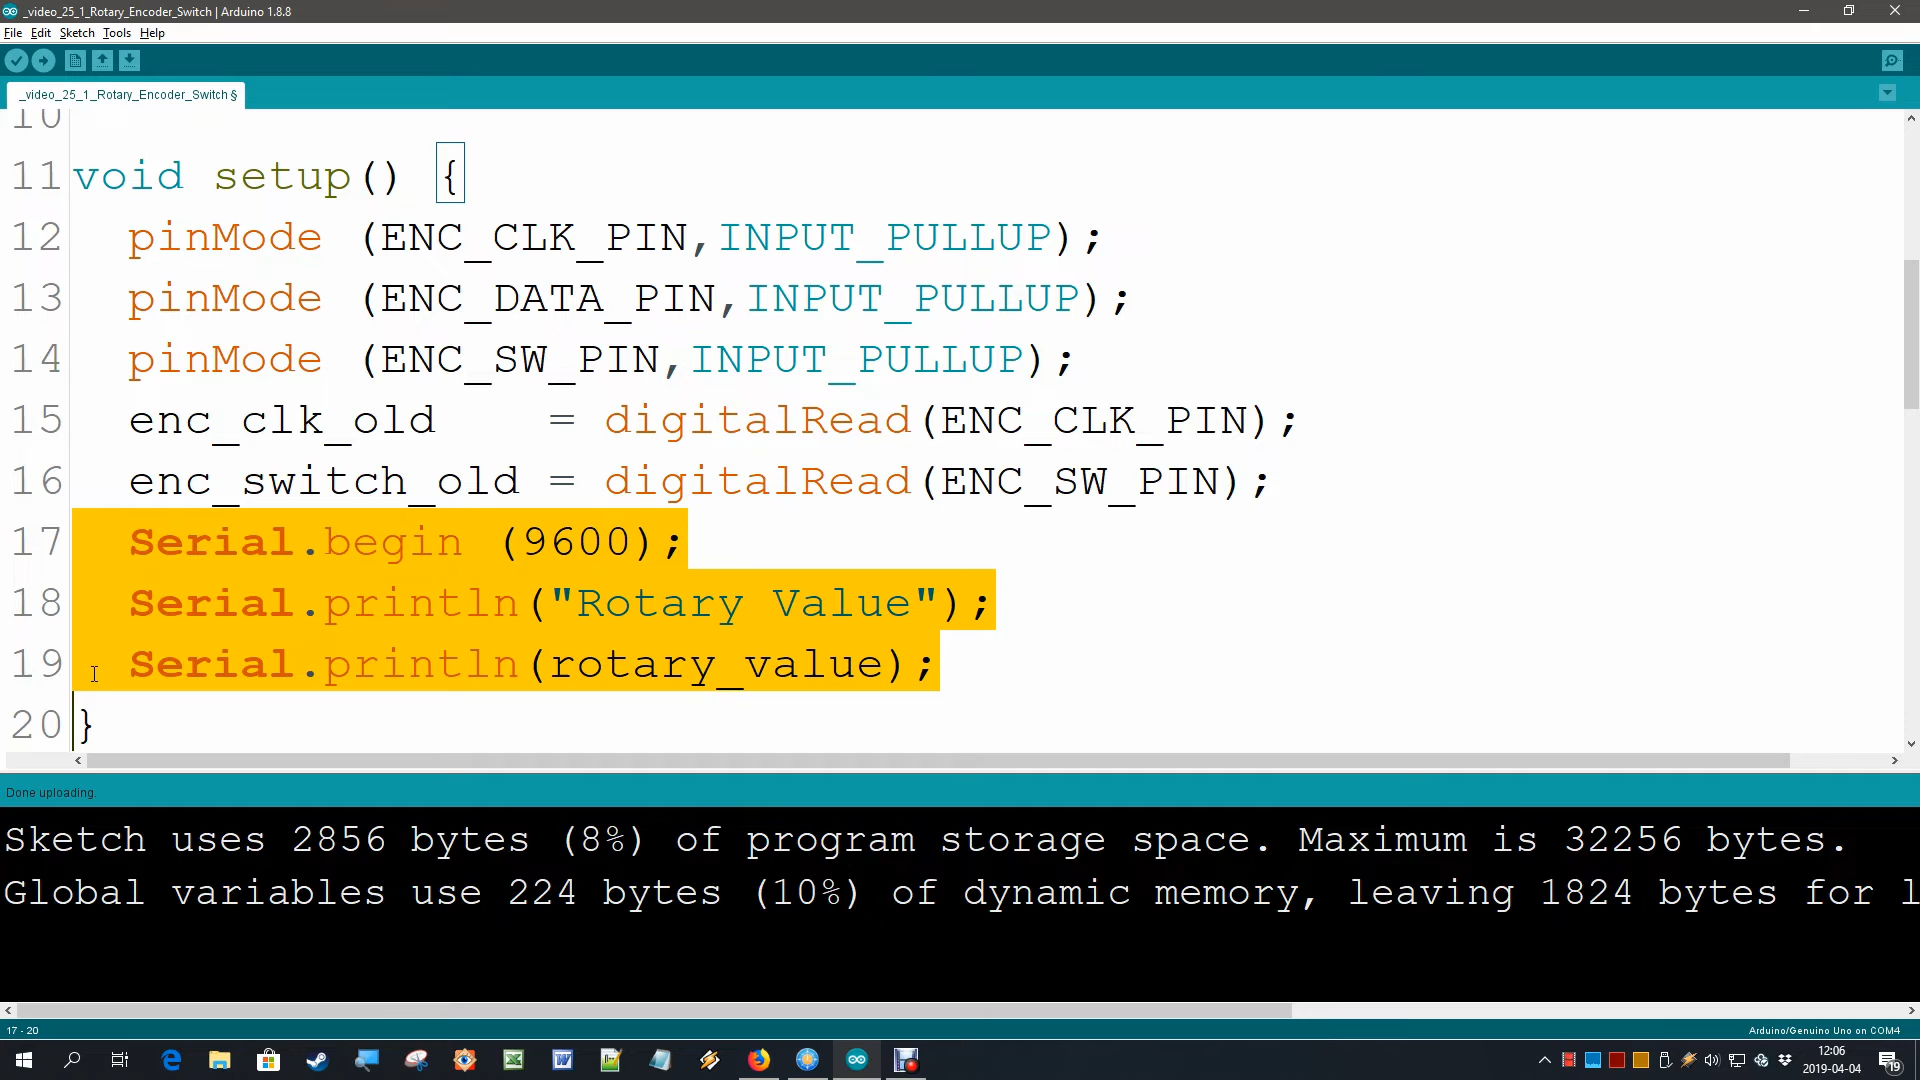 _video_25_1_Rotary_Encoder_Switch | Arduino 1.8.8
File Edit Sketch Tools Help
_video_25_1_Rotary_Encoder_Switch §
10
11 void setup() {
12 pinMode (ENC_CLK_PIN,INPUT_PULLUP);
13 pinMode (ENC_DATA_PIN,INPUT_PULLUP);
14 pinMode (ENC_SW_PIN,INPUT_PULLUP);
15 enc_clk_old = digitalRead(ENC_CLK_PIN);
16 enc_switch_old = digitalRead(ENC_SW_PIN);
17 Serial.begin (9600);
18 Serial.println("Rotary Value");
19 Serial.println(rotary_value);
20 }
Done uploading.
Sketch uses 2856 bytes (8%) of program storage space. Maximum is 32256 bytes.
Global variables use 224 bytes (10%) of dynamic memory, leaving 1824 bytes for l
17 - 20
Arduino/Genuino Uno on COM4
12:06
2019-04-04
19